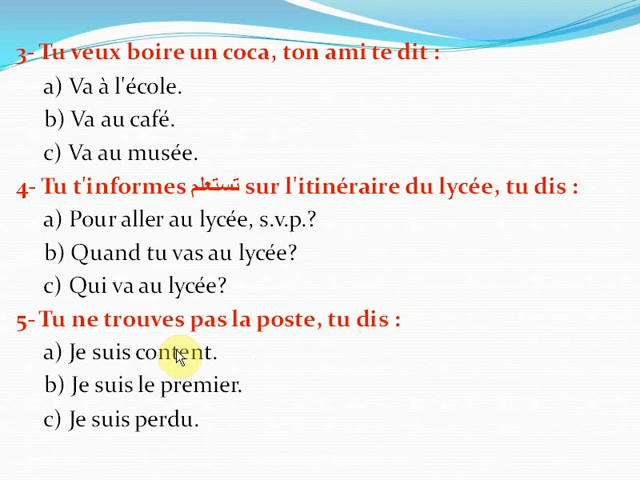 3- Tu veux boire un coca, ton ami te dit :
a) Va à l'école.
b) Va au café.
c) Va au musée.
4- Tu t'informes تستعلم sur l'itinéraire du lycée, tu dis :
a) Pour aller au lycée, s.v.p.?
b) Quand tu vas au lycée?
c) Qui va au lycée?
5- Tu ne trouves pas la poste, tu dis :
a) Je suis content.
b) Je suis le premier.
c) Je suis perdu.